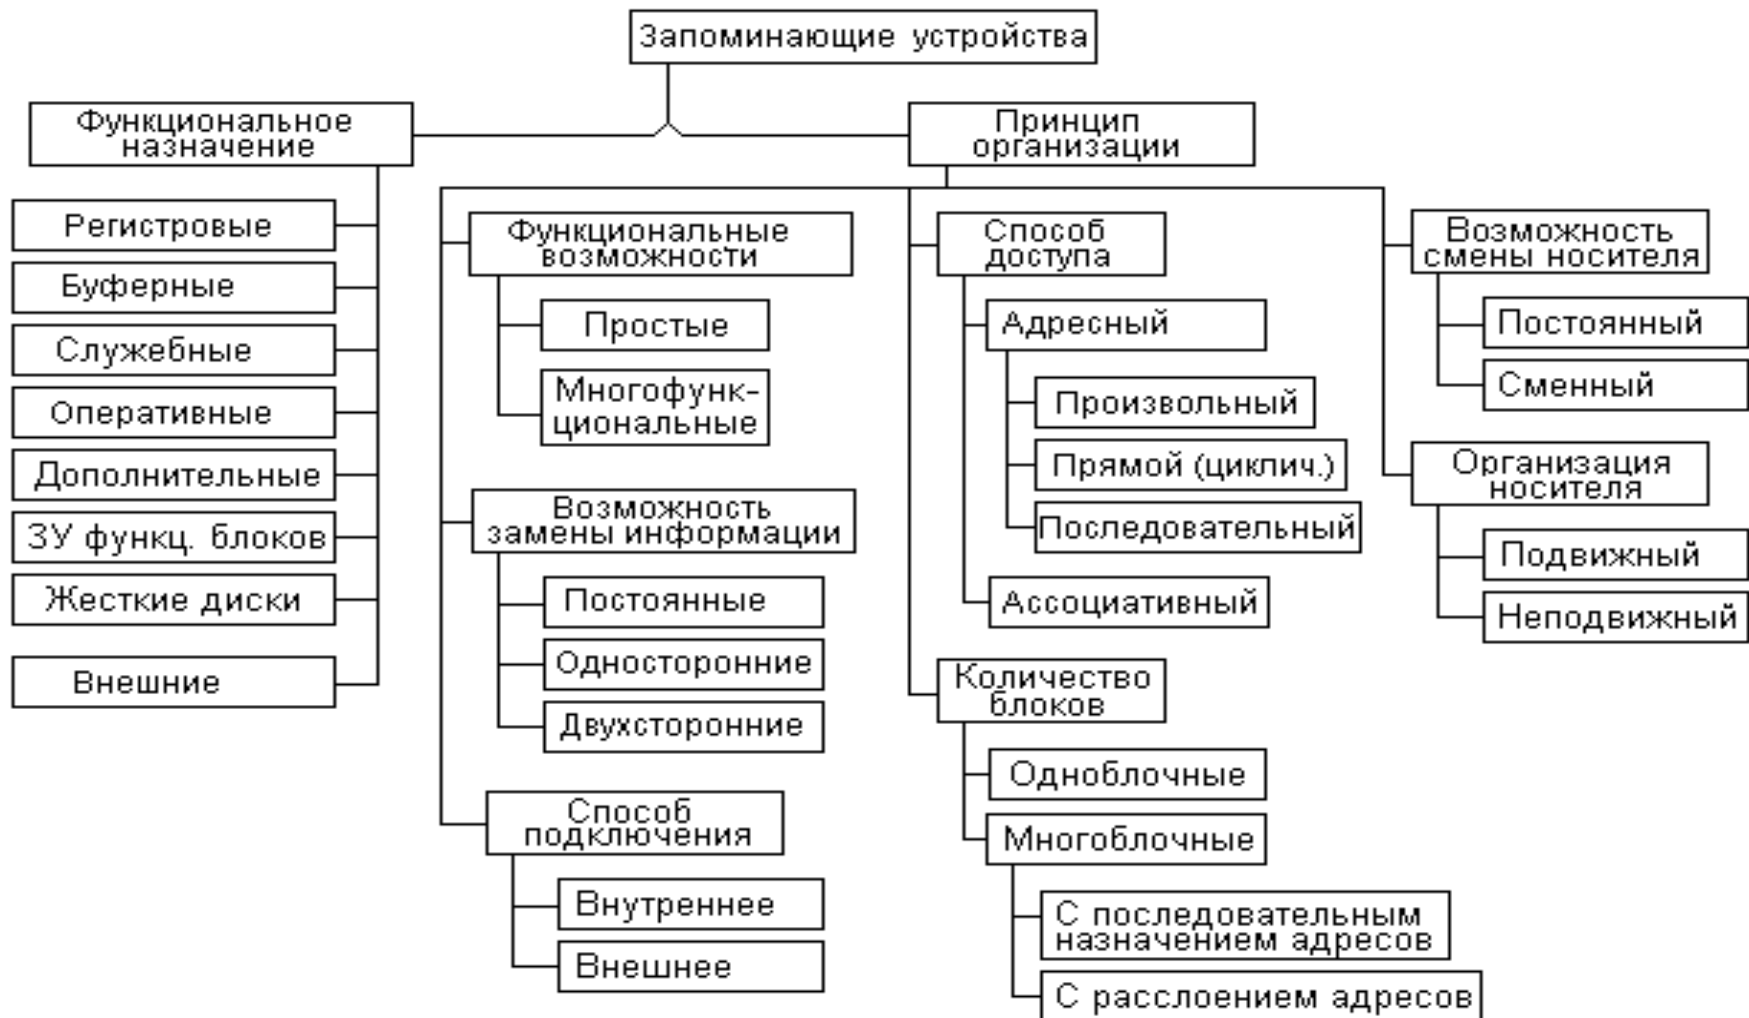 Запоминающие устройства
Функциональное
назначение
Принцип
организации
Регистровые
Буферные
Служебные
Оперативные
Дополнительные
ЗУ функц. блоков
Жесткие диски
Внешние
Функциональные
возможности
Простые
Многофунк-
циональные
Возможность
замены информации
Постоянные
Односторонние
Двухсторонние
Способ
подключения
Внутреннее
Внешнее
Способ
доступа
Адресный
Произвольный
Прямой (циклич.)
Последовательный
Ассоциативный
Количество
блоков
Одноблочные
Многоблочные
С последовательным
назначением адресов
С расслоением адресов
Возможность
смены носителя
Постоянный
Сменный
Организация
носителя
Подвижный
Неподвижный